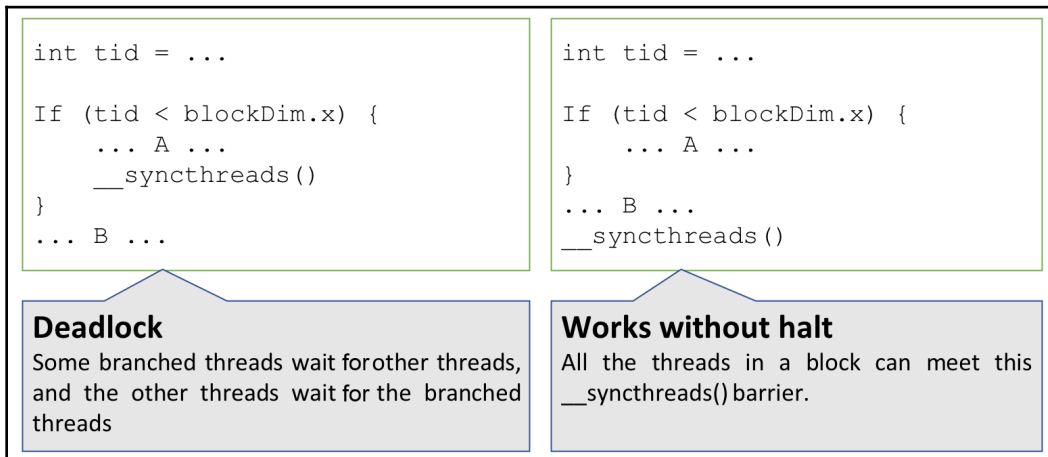 int tid = ...
If (tid < blockDim.x) {
... A ...
__syncthreads()
}
... B ...
Deadlock
Some branched threads wait for other threads,
and the other threads wait for the branched
threads
int tid = ...
If (tid < blockDim.x) {
... A ...
}
... B ...
__syncthreads()
Works without halt
All the threads in a block can meet this
__syncthreads() barrier.